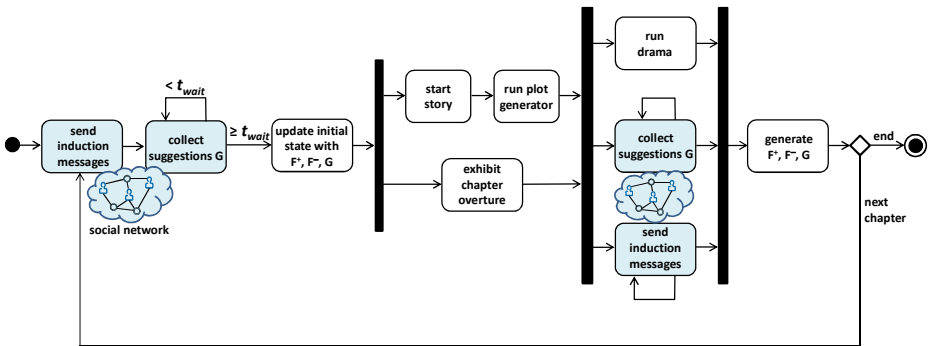 send
induction
messages
< t_wait
collect
suggestions G
social network
≥ t_wait
update initial
state with
F⁺, F⁻, G
start
story
run plot
generator
exhibit
chapter
overture
run
drama
collect
suggestions G
send
induction
messages
generate
F⁺, F⁻, G
end
next
chapter